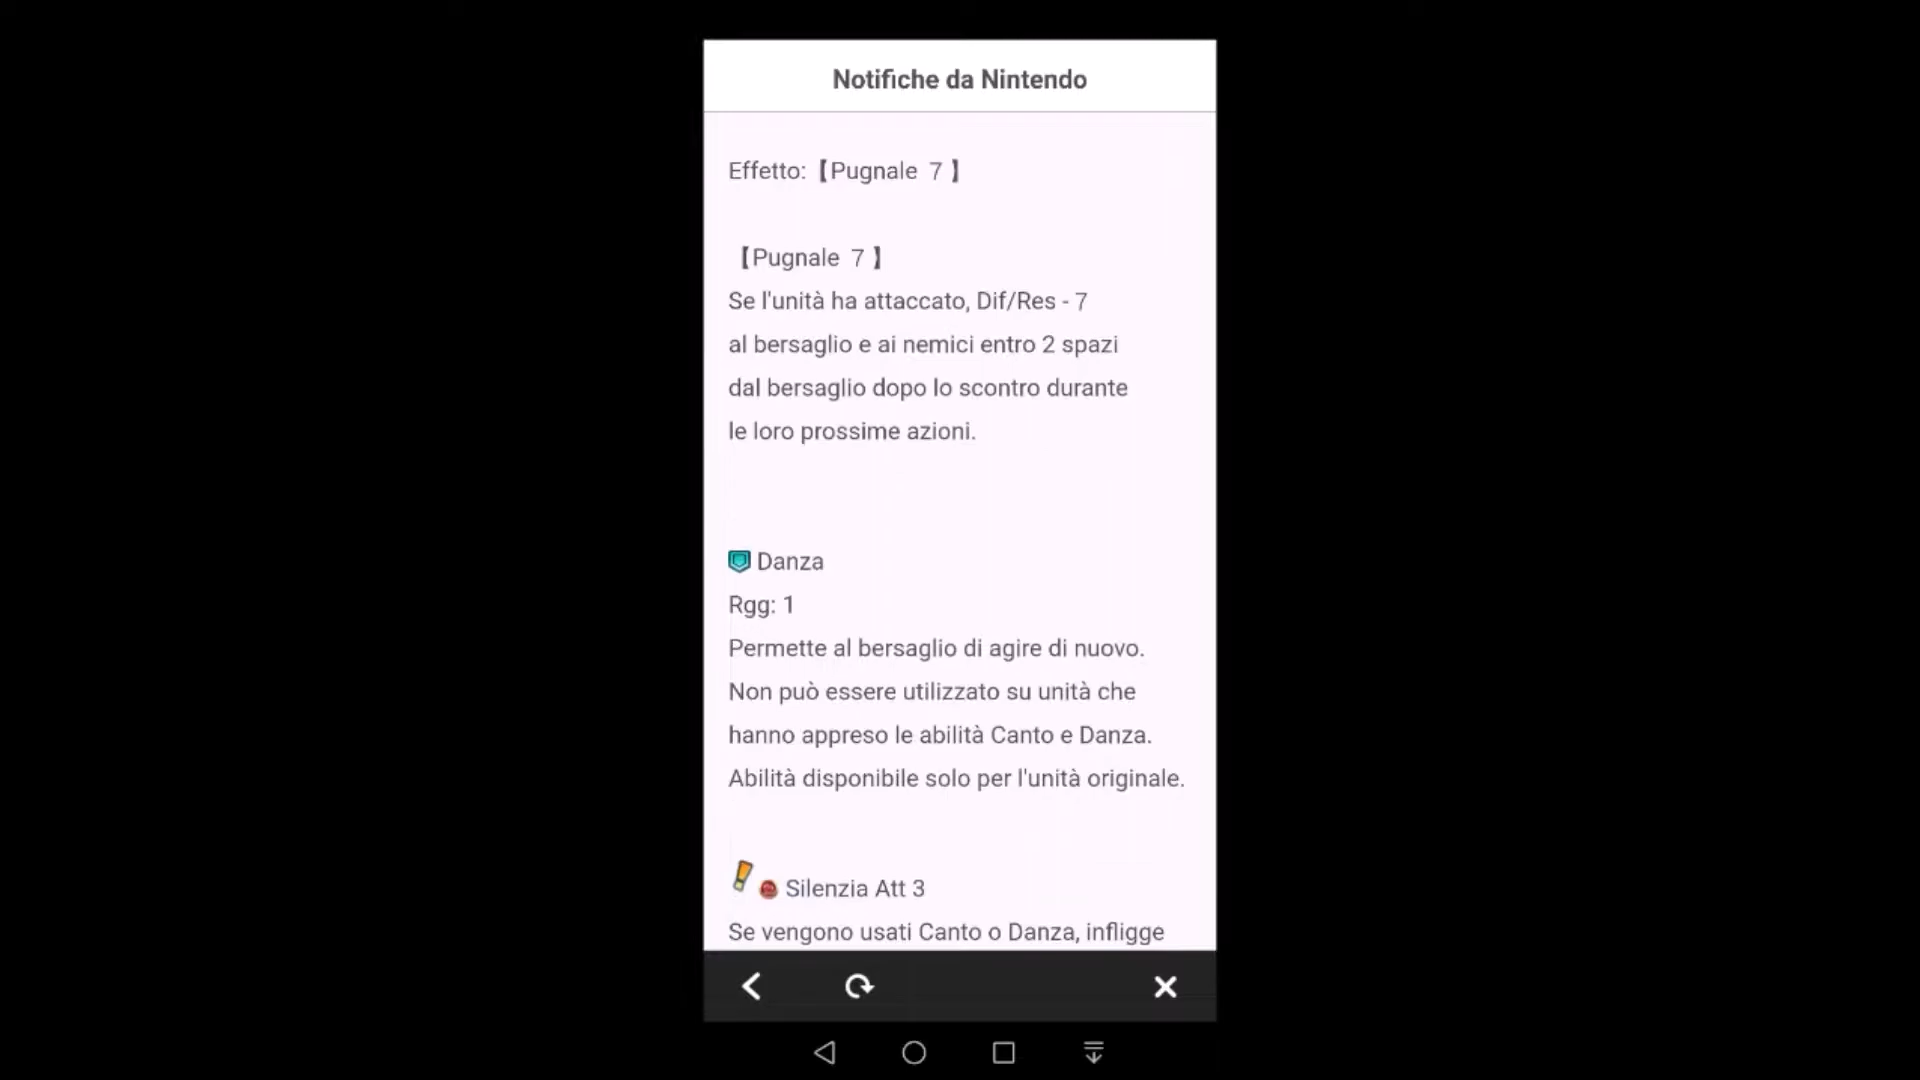 Notifiche da Nintendo
Effetto:【Pugnale 7 】
【Pugnale 7 】
Se l'unità ha attaccato, Dif/Res - 7
al bersaglio e ai nemici entro 2 spazi
dal bersaglio dopo lo scontro durante
le loro prossime azioni.
Danza
Rgg: 1
Permette al bersaglio di agire di nuovo.
Non può essere utilizzato su unità che
hanno appreso le abilità Canto e Danza.
Abilità disponibile solo per l'unità originale.
Silenzia Att 3
Se vengono usati Canto o Danza, infligge